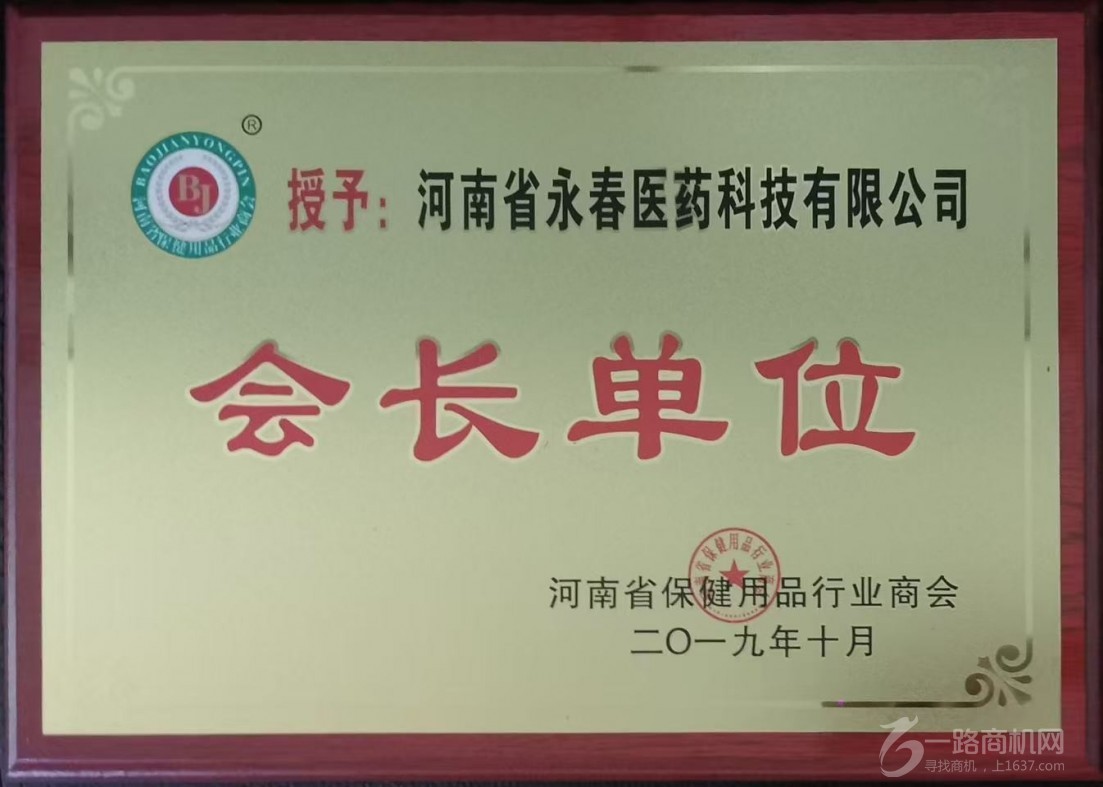 ®
BAOJIANYONGPIN
BJ
河南省保健用品行业商会
授予：河南省永春医药科技有限公司
会长单位
河南省保健用品行业商会
二〇一九年十月
一路商机网
寻找商机，上1637.com